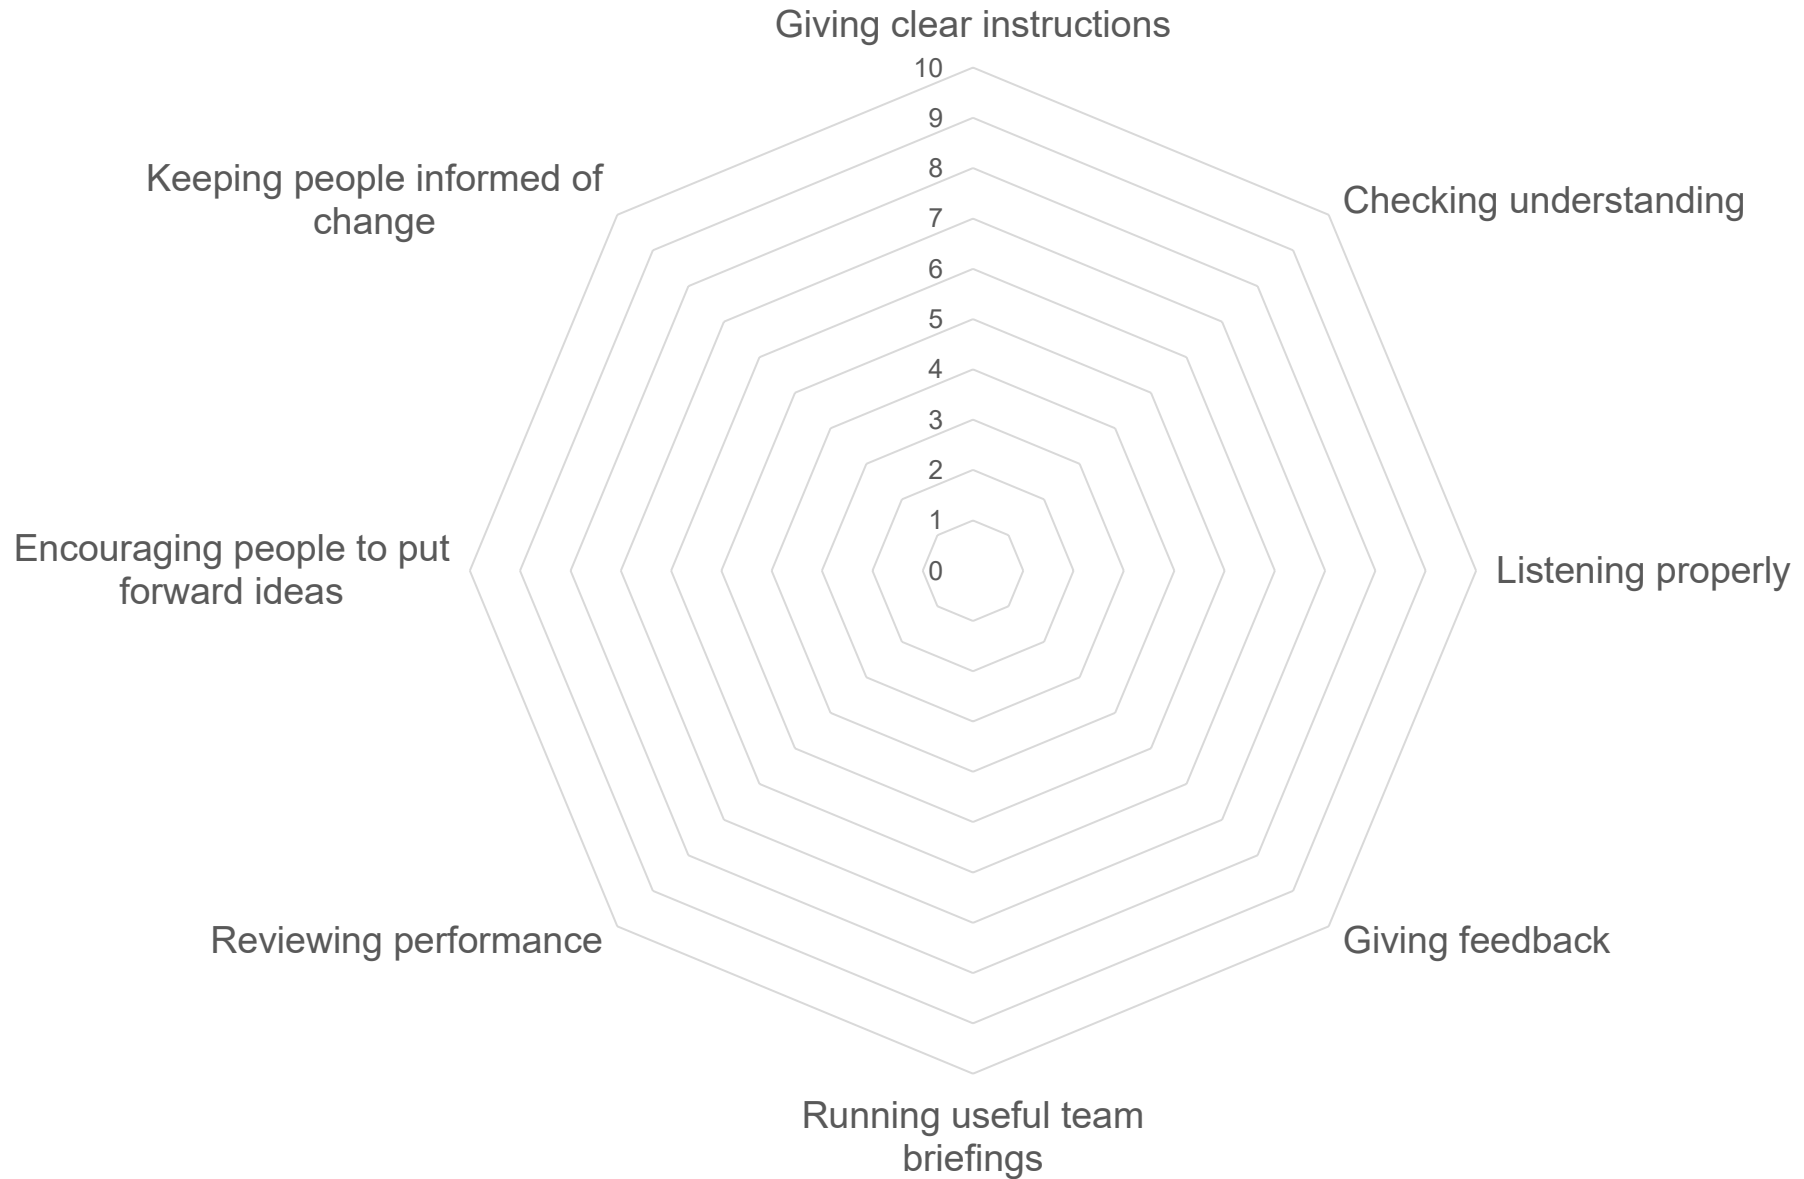 Giving clear instructions
10
9
8
7
6
5
4
3
2
1
0
Checking understanding
Listening properly
Giving feedback
Running useful team
briefings
Reviewing performance
Encouraging people to put
forward ideas
Keeping people informed of
change